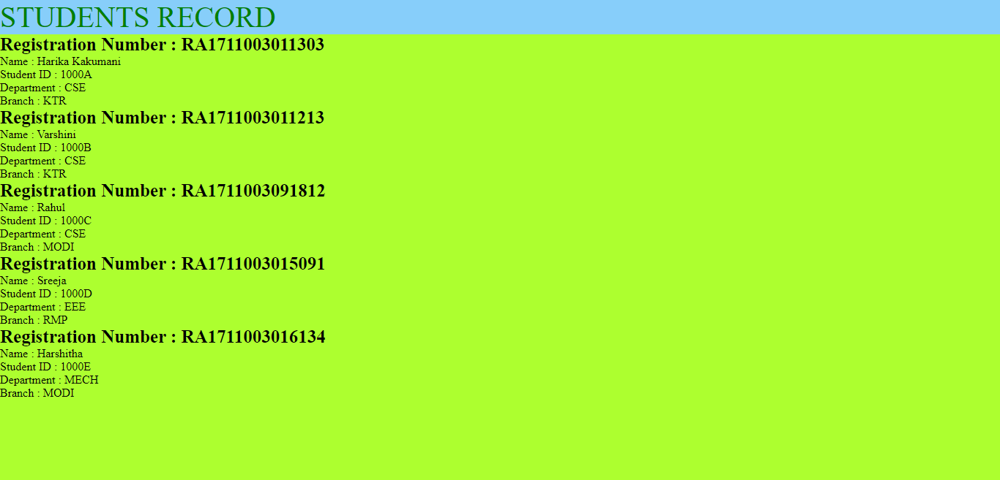 STUDENTS RECORD
Registration Number : RA1711003011303
Name : Harika Kakumani
Student ID : 1000A
Department : CSE
Branch : KTR
Registration Number : RA1711003011213
Name : Varshini
Student ID : 1000B
Department : CSE
Branch : KTR
Registration Number : RA1711003091812
Name : Rahul
Student ID : 1000C
Department : CSE
Branch : MODI
Registration Number : RA1711003015091
Name : Sreeja
Student ID : 1000D
Department : EEE
Branch : RMP
Registration Number : RA1711003016134
Name : Harshitha
Student ID : 1000E
Department : MECH
Branch : MODI